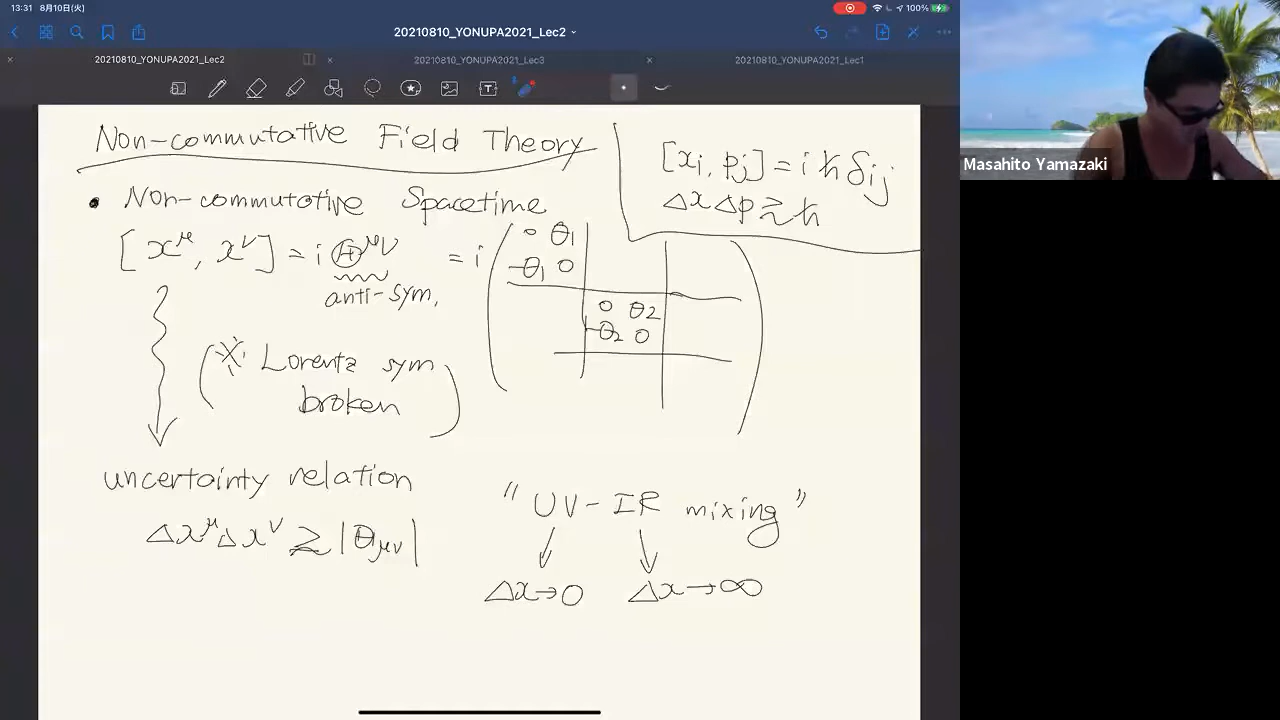 13:31 8月10日(火)
100%
20210810_YONUPA2021_Lec2
20210810_YONUPA2021_Lec2 × 20210810_YONUPA2021_Lec3 × 20210810_YONUPA2021_Lec1
Non-commutative Field Theory
[xi, pj] = iħδij
ΔxΔp ≳ ħ
• Non-commutative Spacetime
[x^μ, x^ν] = i Θ^μν = i ( 0 θ1
-θ1 0
0 θ2
-θ2 0 )
anti-sym.
(※ Lorentz sym
broken)
uncertainty relation
Δx^μ Δx^ν ≳ |θμν|
"UV-IR mixing"
Δx→0 Δx→∞
Masahito Yamazaki